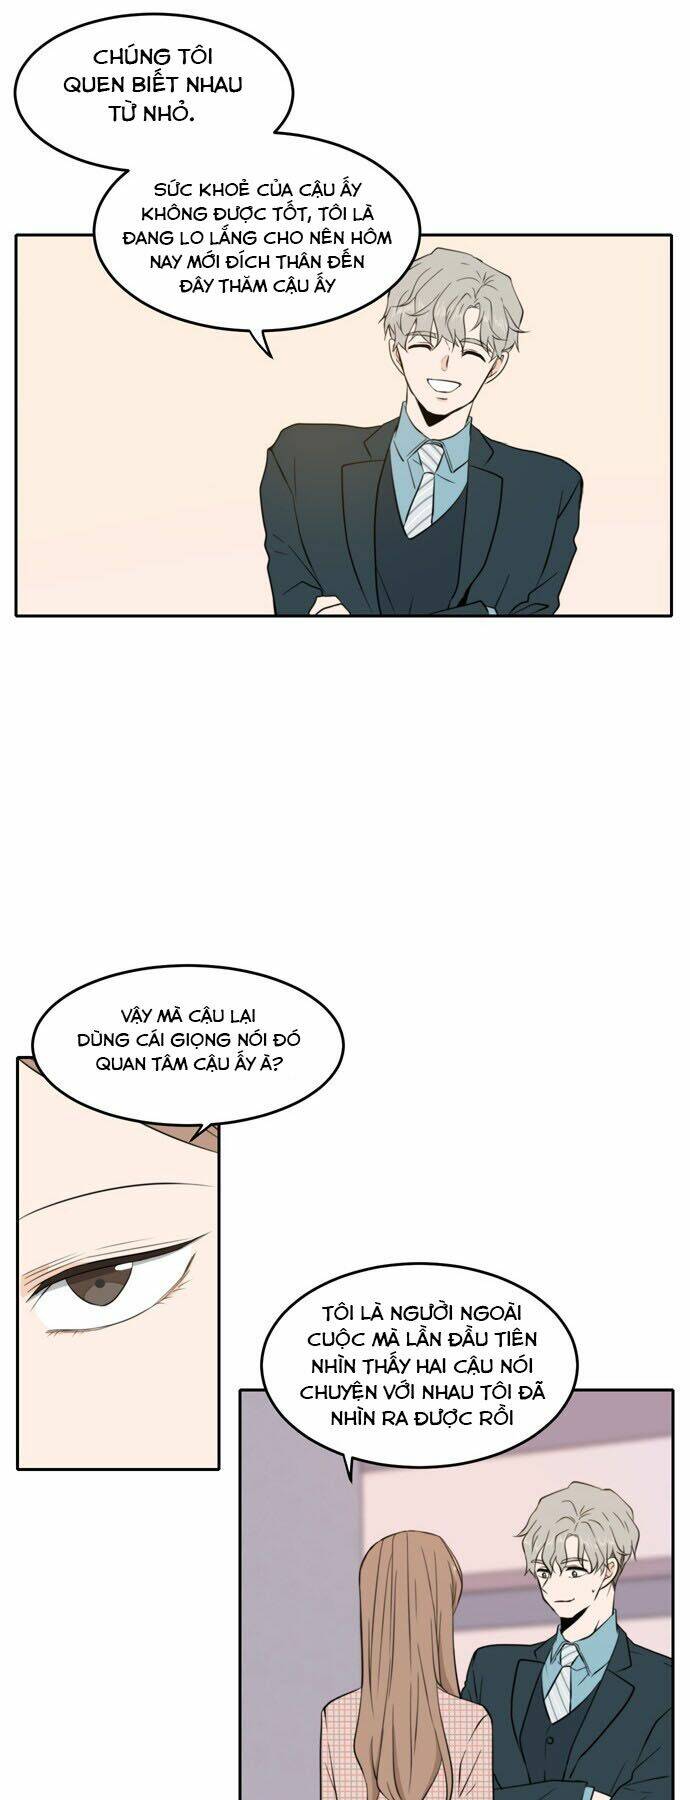 CHÚNG TÔI
QUEN BIẾT NHAU
TỪ NHỎ.
SỨC KHOẺ CỦA CẬU ẤY
KHÔNG ĐƯỢC TỐT, TÔI LÀ
ĐANG LO LẮNG CHO NÊN HÔM
NAY MỚI ĐÍCH THÂN ĐẾN
ĐÂY THĂM CẬU ẤY
VẬY MÀ CẬU LẠI
DÙNG CÁI GIỌNG NÓI ĐÓ
QUAN TÂM CẬU ẤY À?
TÔI LÀ NGƯỜI NGOÀI
CUỘC MÀ LẦN ĐẦU TIÊN
NHÌN THẤY HAI CẬU NÓI
CHUYỆN VỚI NHAU TÔI ĐÃ
NHÌN RA ĐƯỢC RỒI